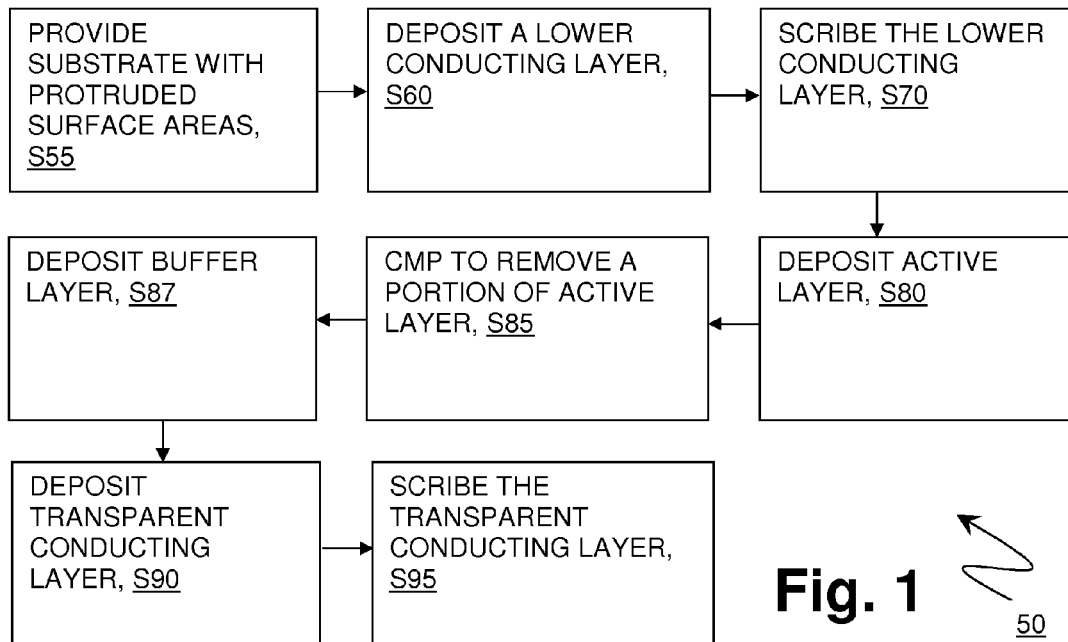 PROVIDE
SUBSTRATE WITH
PROTRUDED
SURFACE AREAS,
S55
DEPOSIT A LOWER
CONDUCTING LAYER,
S60
SCRIBE THE LOWER
CONDUCTING
LAYER, S70
DEPOSIT ACTIVE
LAYER, S80
CMP TO REMOVE A
PORTION OF ACTIVE
LAYER, S85
DEPOSIT BUFFER
LAYER, S87
DEPOSIT
TRANSPARENT
CONDUCTING
LAYER, S90
SCRIBE THE
TRANSPARENT
CONDUCTING LAYER,
S95
Fig. 1
50